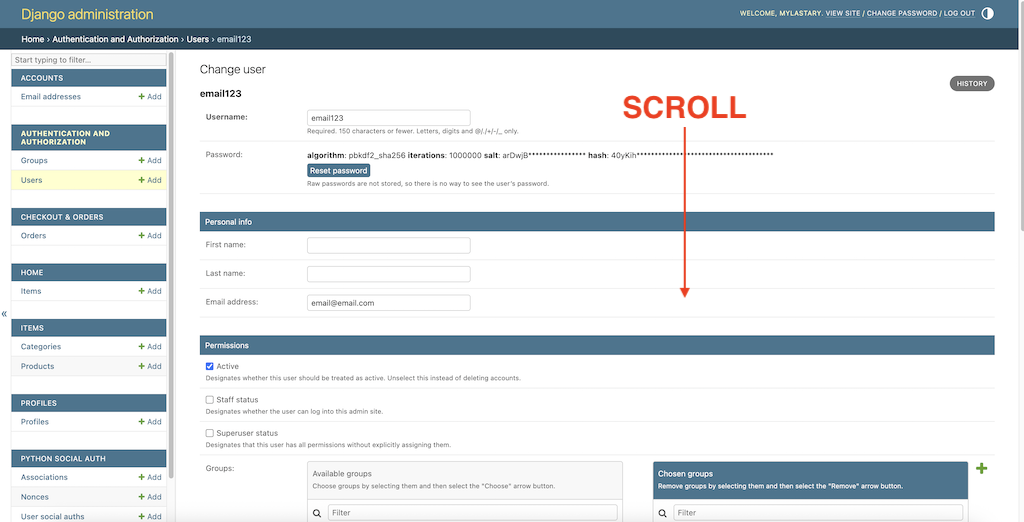 Django administration
WELCOME, MYLASTARY. VIEW SITE / CHANGE PASSWORD / LOG OUT
Home › Authentication and Authorization › Users › email123
Start typing to filter...
ACCOUNTS
Email addresses + Add
AUTHENTICATION AND
AUTHORIZATION
Groups + Add
Users + Add
CHECKOUT & ORDERS
Orders + Add
HOME
Items + Add
«
ITEMS
Categories + Add
Products + Add
PROFILES
Profiles + Add
PYTHON SOCIAL AUTH
Associations + Add
Nonces + Add
User social auths + Add
Change user
HISTORY
email123
SCROLL
Username: email123
Required. 150 characters or fewer. Letters, digits and @/./+/-/_ only.
Password: algorithm: pbkdf2_sha256 iterations: 1000000 salt: arDwjB**************** hash: 40yKih**************************************
Reset password
Raw passwords are not stored, so there is no way to see the user's password.
Personal info
First name:
Last name:
Email address: email@email.com
Permissions
Active
Designates whether this user should be treated as active. Unselect this instead of deleting accounts.
Staff status
Designates whether the user can log into this admin site.
Superuser status
Designates that this user has all permissions without explicitly assigning them.
Groups:
Available groups
Choose groups by selecting them and then select the "Choose" arrow button.
Filter
Chosen groups
Remove groups by selecting them and then select the "Remove" arrow button.
Filter